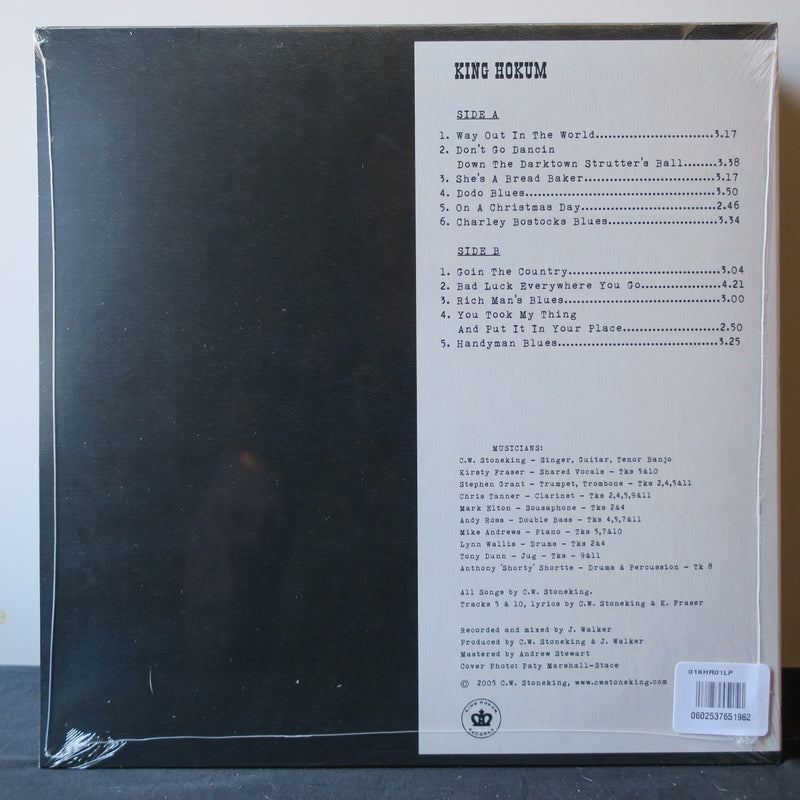 KING HOKUM
SIDE A
1. Way Out In The World..........................3.17
2. Don't Go Dancin
Down The Darktown Strutter's Ball.......3.38
3. She's A Bread Baker............................3.17
4. Dodo Blues..........................................3.50
5. On A Christmas Day.............................2.46
6. Charley Bostocks Blues........................3.34
SIDE B
1. Goin The Country.................................3.04
2. Bad Luck Everywhere You Go.................4.21
3. Rich Man's Blues..................................3.00
4. You Took My Thing
And Put It In Your Place.....................2.50
5. Handyman Blues...................................3.25
MUSICIANS:
C.W. Stoneking - Singer, Guitar, Tenor Banjo
Kirsty Fraser - Shared Vocals - Tks 5&10
Stephen Grant - Trumpet, Trombone - Tks 2,4,5&11
Chris Tanner - Clarinet - Tks 2,4,5,9&11
Mark Elton - Sousaphone - Tks 2&4
Andy Ross - Double Bass - Tks 4,5,7&11
Mike Andrews - Piano - Tks 5,7&10
Lynn Wallis - Drums - Tks 2&4
Tony Dunn - Jug - Tks - 9&11
Anthony 'Shorty' Shortte - Drums & Percussion - Tk 8
All Songs by C.W. Stoneking.
Tracks 5 & 10, lyrics by C.W. Stoneking & K. Fraser
Recorded and mixed by J. Walker
Produced by C.W. Stoneking & J. Walker
Mastered by Andrew Stewart
Cover Photo: Paty Marshall-Stace
© 2005 C.W. Stoneking, www.cwstoneking.com
KING HOKUM
RECORDS
01KHR01LP
0602537651962